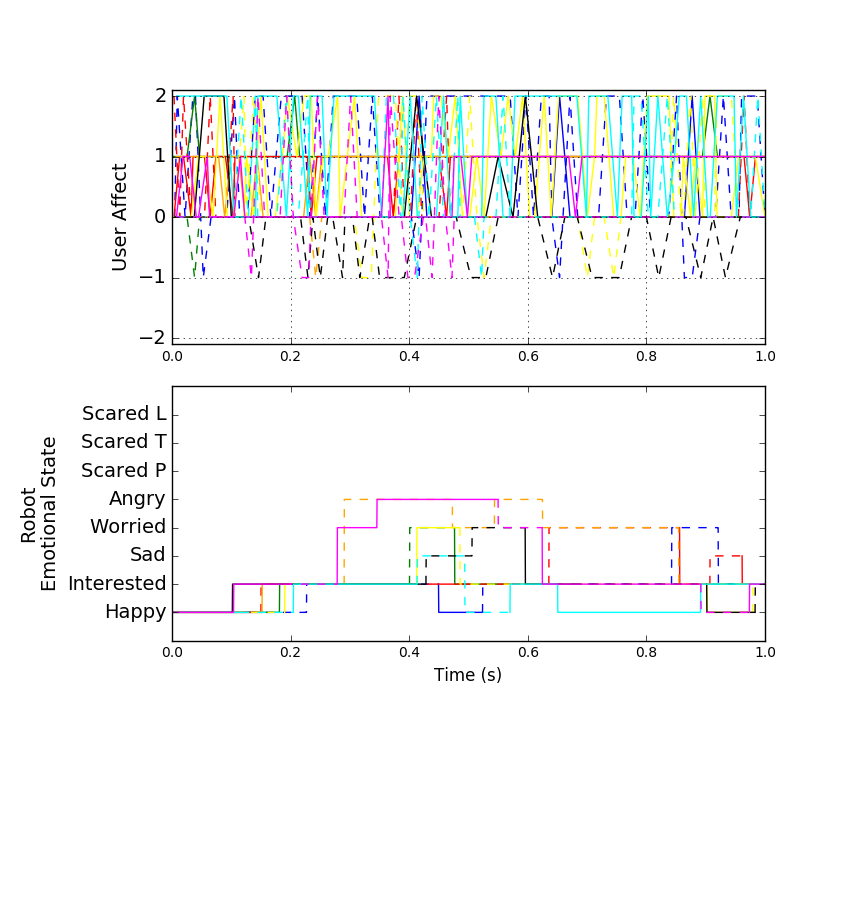 2
1
0
−1
−2
User Affect
0.0 0.2 0.4 0.6 0.8 1.0
Scared L
Scared T
Scared P
Angry
Worried
Sad
Interested
Happy
Robot
Emotional State
0.0 0.2 0.4 0.6 0.8 1.0
Time (s)